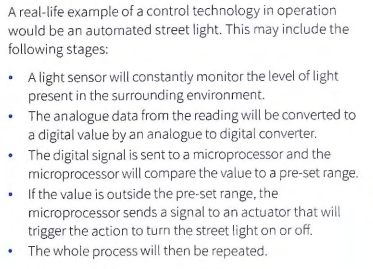 A real-life example of a control technology in operation
would be an automated street light. This may include the
following stages:
• A light sensor will constantly monitor the level of light
present in the surrounding environment.
• The analogue data from the reading will be converted to
a digital value by an analogue to digital converter.
• The digital signal is sent to a microprocessor and the
microprocessor will compare the value to a pre-set range.
• If the value is outside the pre-set range, the
microprocessor sends a signal to an actuator that will
trigger the action to turn the street light on or off.
• The whole process will then be repeated.